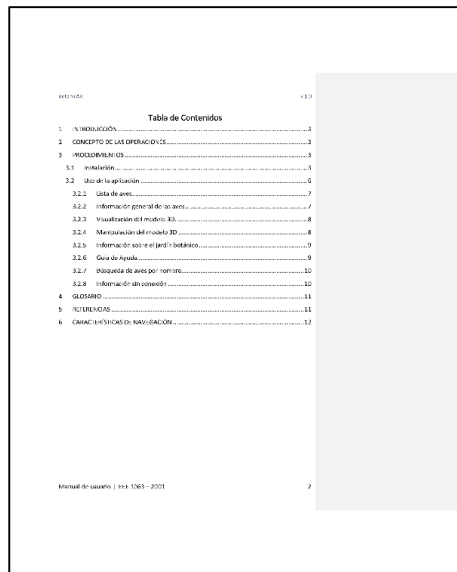 v 1.0
Tabla de Contenidos
1 INTRODUCCIÓN 3
2 CONCEPTO DE LAS OPERACIONES 3
3 PROCEDIMIENTOS 3
3.1 Instalación 3
3.2 Uso de la aplicación 6
3.2.1 Lista de aves 7
3.2.2 Información general de las aves 7
3.2.3 Visualización del modelo 3D 8
3.2.4 Manipulación del modelo 3D 8
3.2.5 Información sobre el jardín botánico 9
3.2.6 Guía de Ayuda 9
3.2.7 Búsqueda de aves por nombre 10
3.2.8 Información sin conexión 10
4 GLOSARIO 11
5 REFERENCIAS 11
6 CARACTERÍSTICAS DE NAVEGACIÓN 12
Manual de usuario | IEEE 1063 – 2001 2